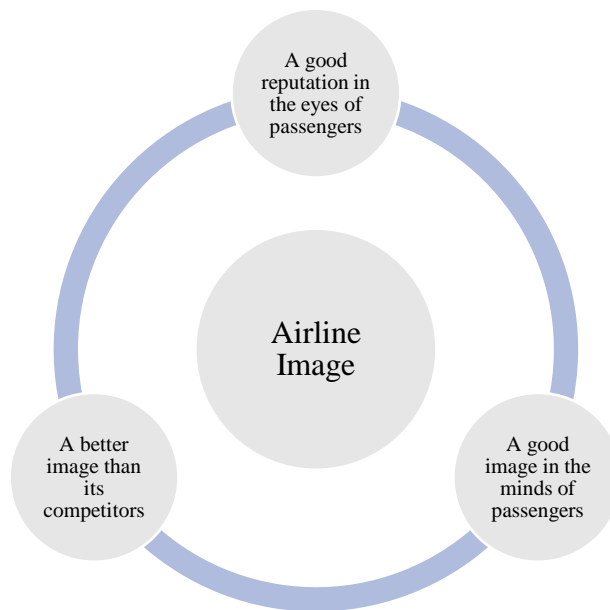 A good
reputation in
the eyes of
passengers
Airline
Image
A better
image than
its
competitors
A good
image in the
minds of
passengers